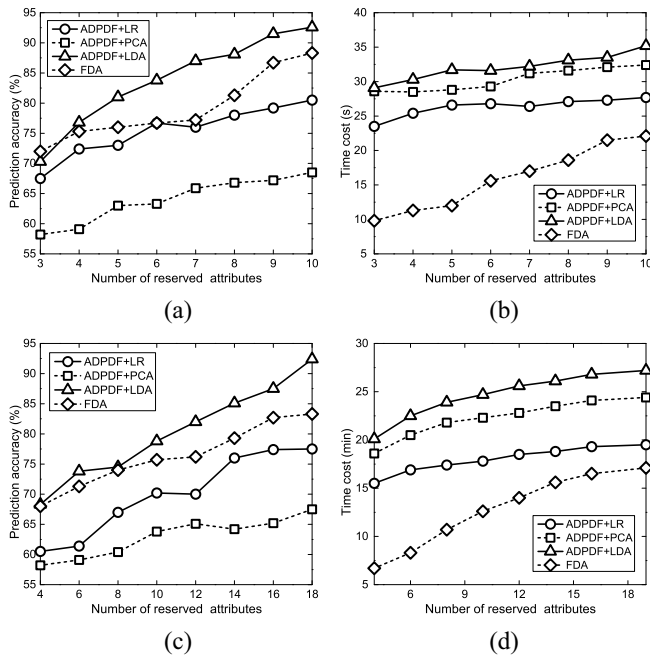 95
90
85
80
75
70
65
60
55
Prediction accuracy (%)
ADPDF+LR
ADPDF+PCA
ADPDF+LDA
FDA
3 4 5 6 7 8 9 10
Number of reserved attributes
(a)
40
35
30
25
20
15
10
5
Time cost (s)
ADPDF+LR
ADPDF+PCA
ADPDF+LDA
FDA
3 4 5 6 7 8 9 10
Number of reserved attributes
(b)
95
90
85
80
75
70
65
60
55
Prediction accuracy (%)
ADPDF+LR
ADPDF+PCA
ADPDF+LDA
FDA
4 6 8 10 12 14 16 18
Number of reserved attributes
(c)
30
25
20
15
10
5
Time cost (min)
ADPDF+LR
ADPDF+PCA
ADPDF+LDA
FDA
6 9 12 15 18
Number of reserved attributes
(d)